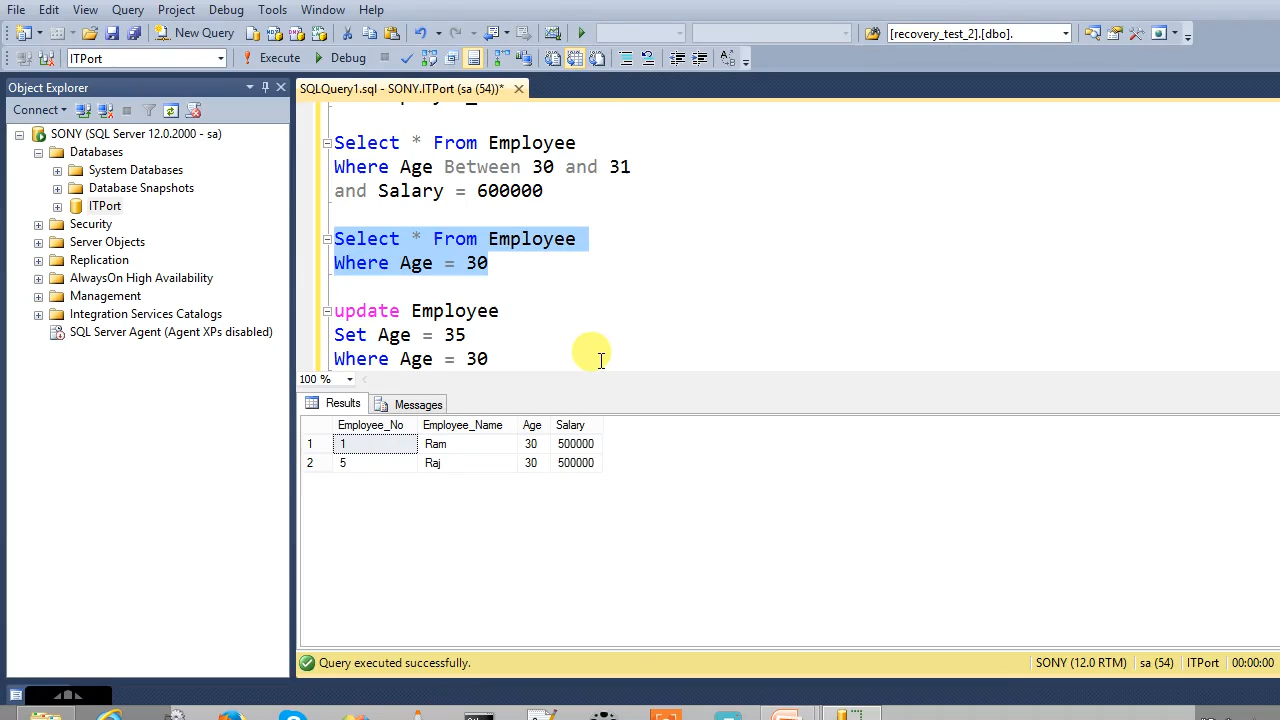 File Edit View Query Project Debug Tools Window Help
New Query [recovery_test_2].[dbo].
ITPort Execute Debug
Object Explorer
Connect
SONY (SQL Server 12.0.2000 - sa)
Databases
System Databases
Database Snapshots
ITPort
Security
Server Objects
Replication
AlwaysOn High Availability
Management
Integration Services Catalogs
SQL Server Agent (Agent XPs disabled)
SQLQuery1.sql - SONY.ITPort (sa (54))*
Select * From Employee
Where Age Between 30 and 31
and Salary = 600000
Select * From Employee
Where Age = 30
update Employee
Set Age = 35
Where Age = 30
100 %
Results Messages
Employee_No Employee_Name Age Salary
1 1 Ram 30 500000
2 5 Raj 30 500000
Query executed successfully. SONY (12.0 RTM) sa (54) ITPort 00:00:00